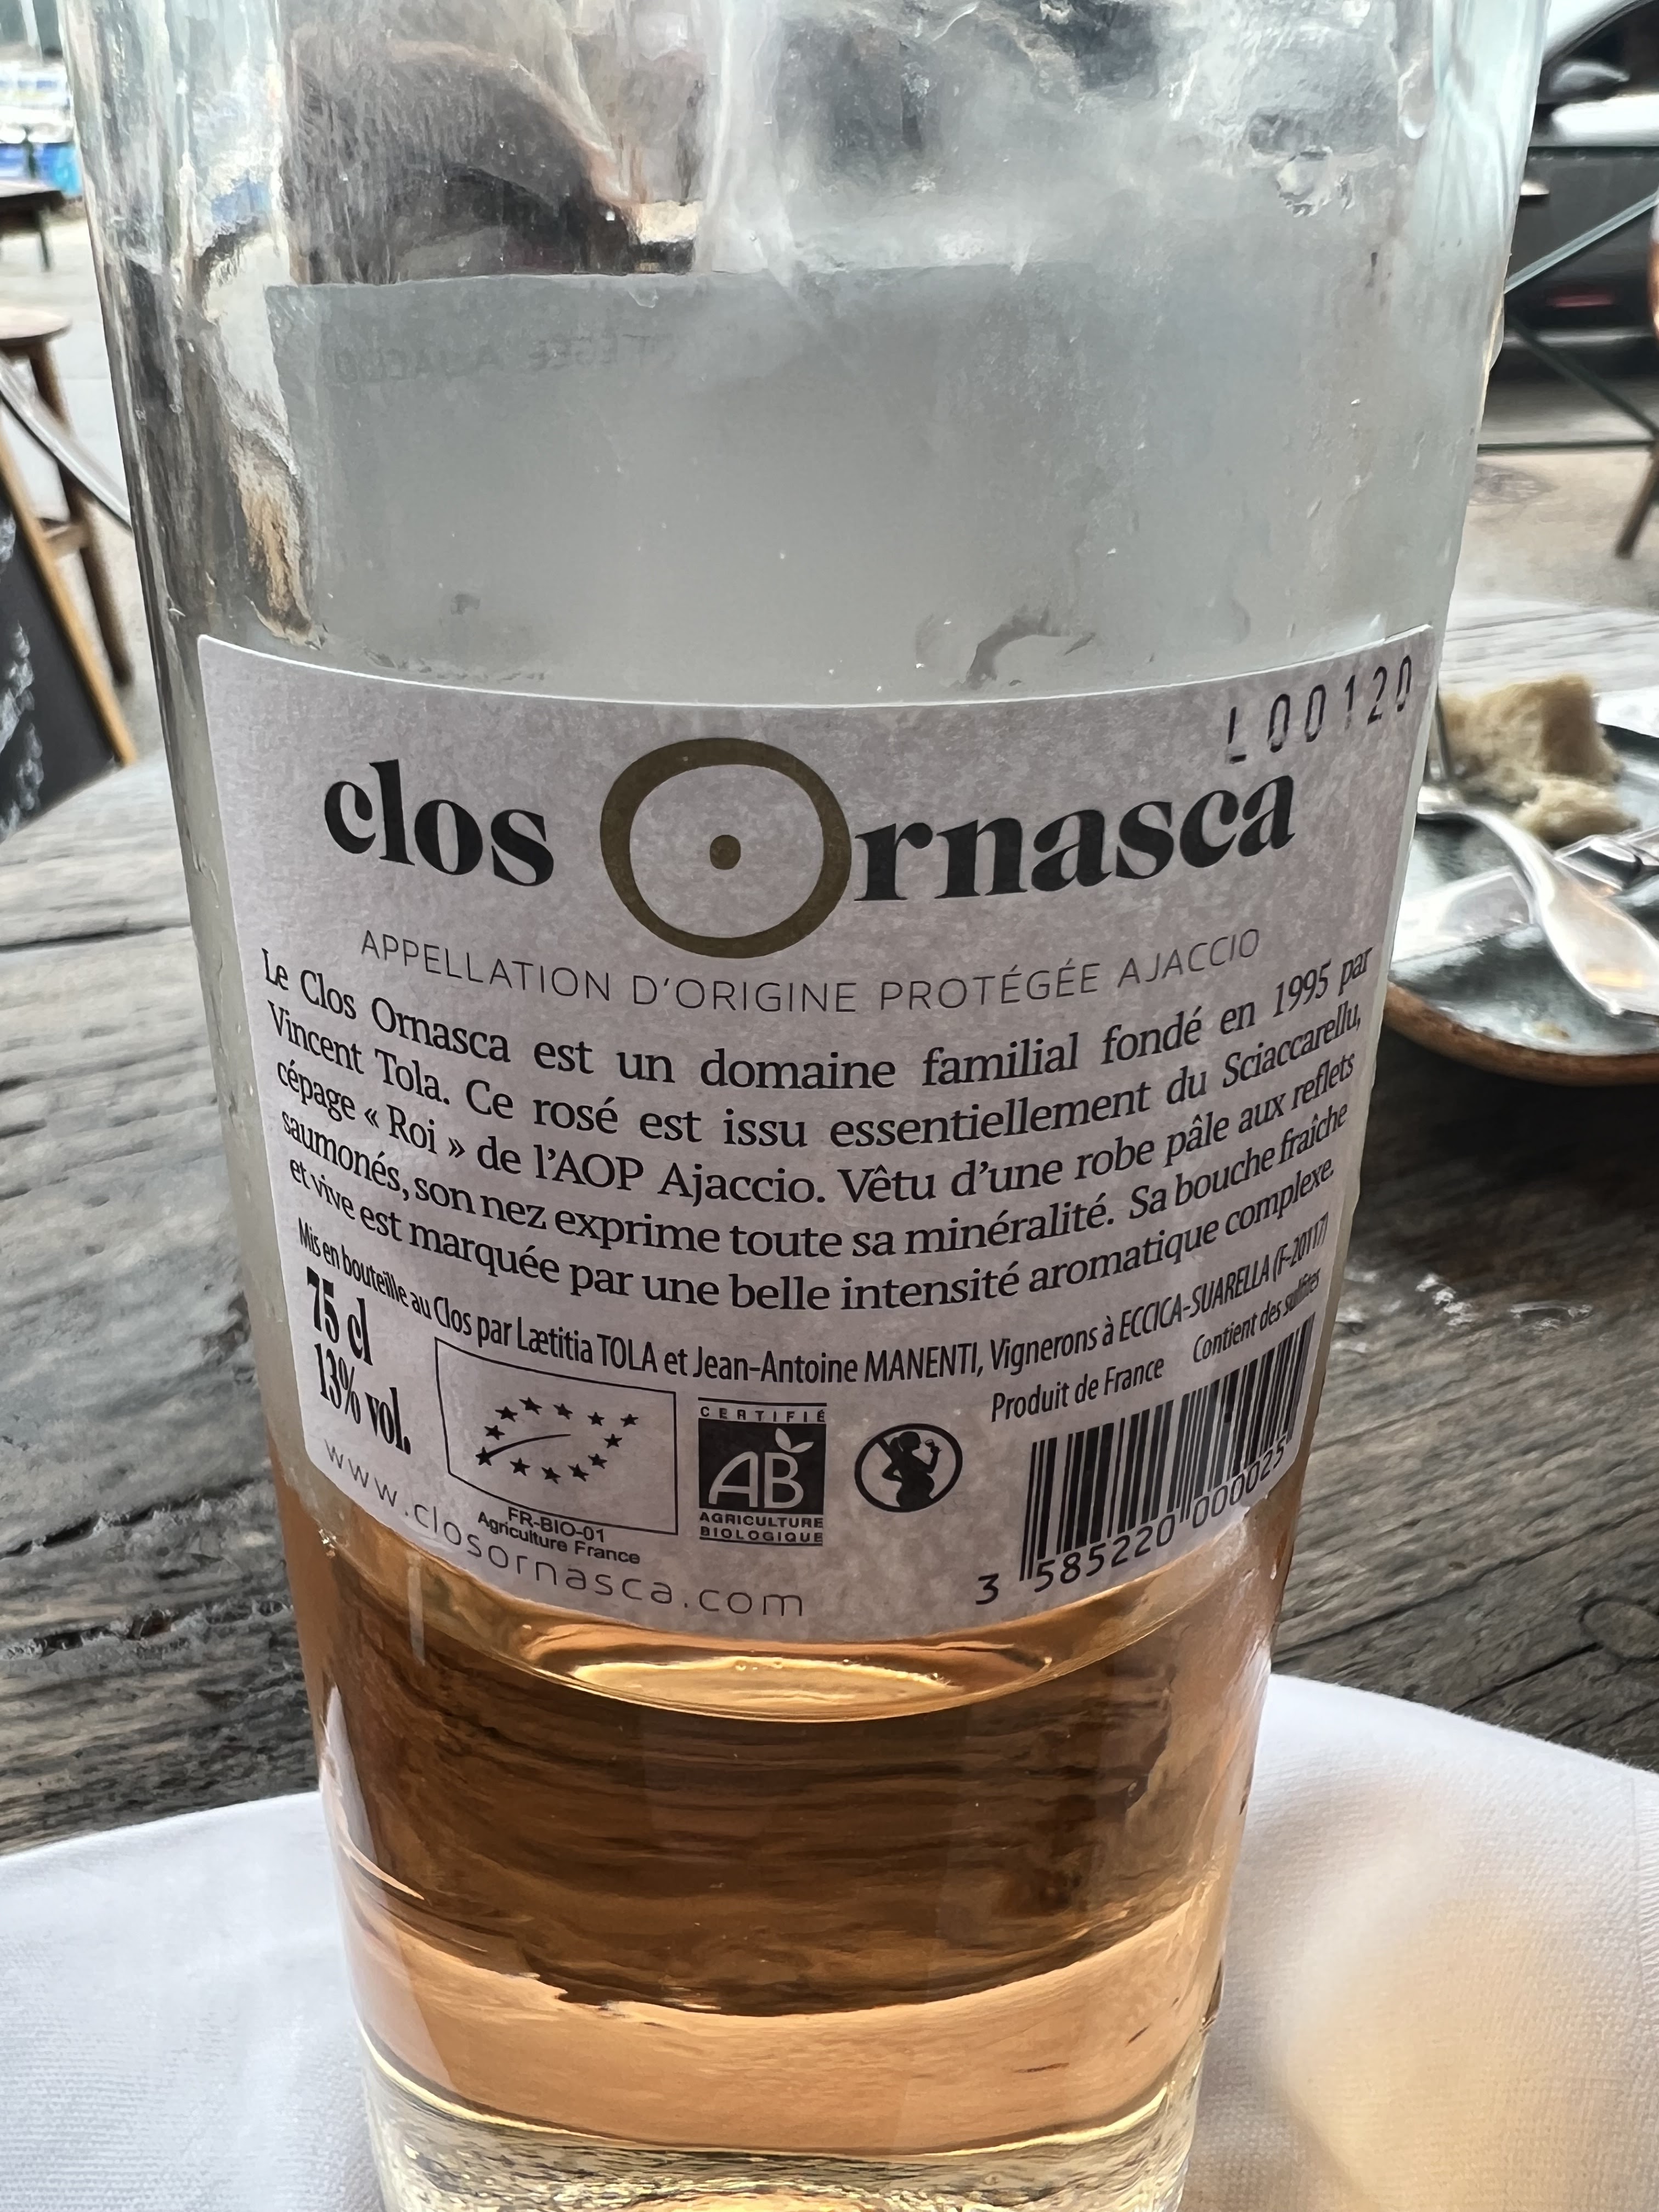 L00120
clos Ornasca
APPELLATION D'ORIGINE PROTÉGÉE AJACCIO
Le Clos Ornasca est un domaine familial fondé en 1995 par
Vincent Tola. Ce rosé est issu essentiellement du Sciaccarellu,
cépage « Roi » de l'AOP Ajaccio. Vêtu d'une robe pâle aux reflets
saumonés, son nez exprime toute sa minéralité. Sa bouche fraîche
et vive est marquée par une belle intensité aromatique complexe.
Mis en bouteille au Clos par Lætitia TOLA et Jean-Antoine MANENTI, Vignerons à ECCICA-SUARELLA (F-20117)
75 cl
13% vol.
Produit de France Contient des sulfites
CERTIFIÉ
AB
AGRICULTURE
BIOLOGIQUE
FR-BIO-01
Agriculture France
www.closornasca.com
3 585220 000025